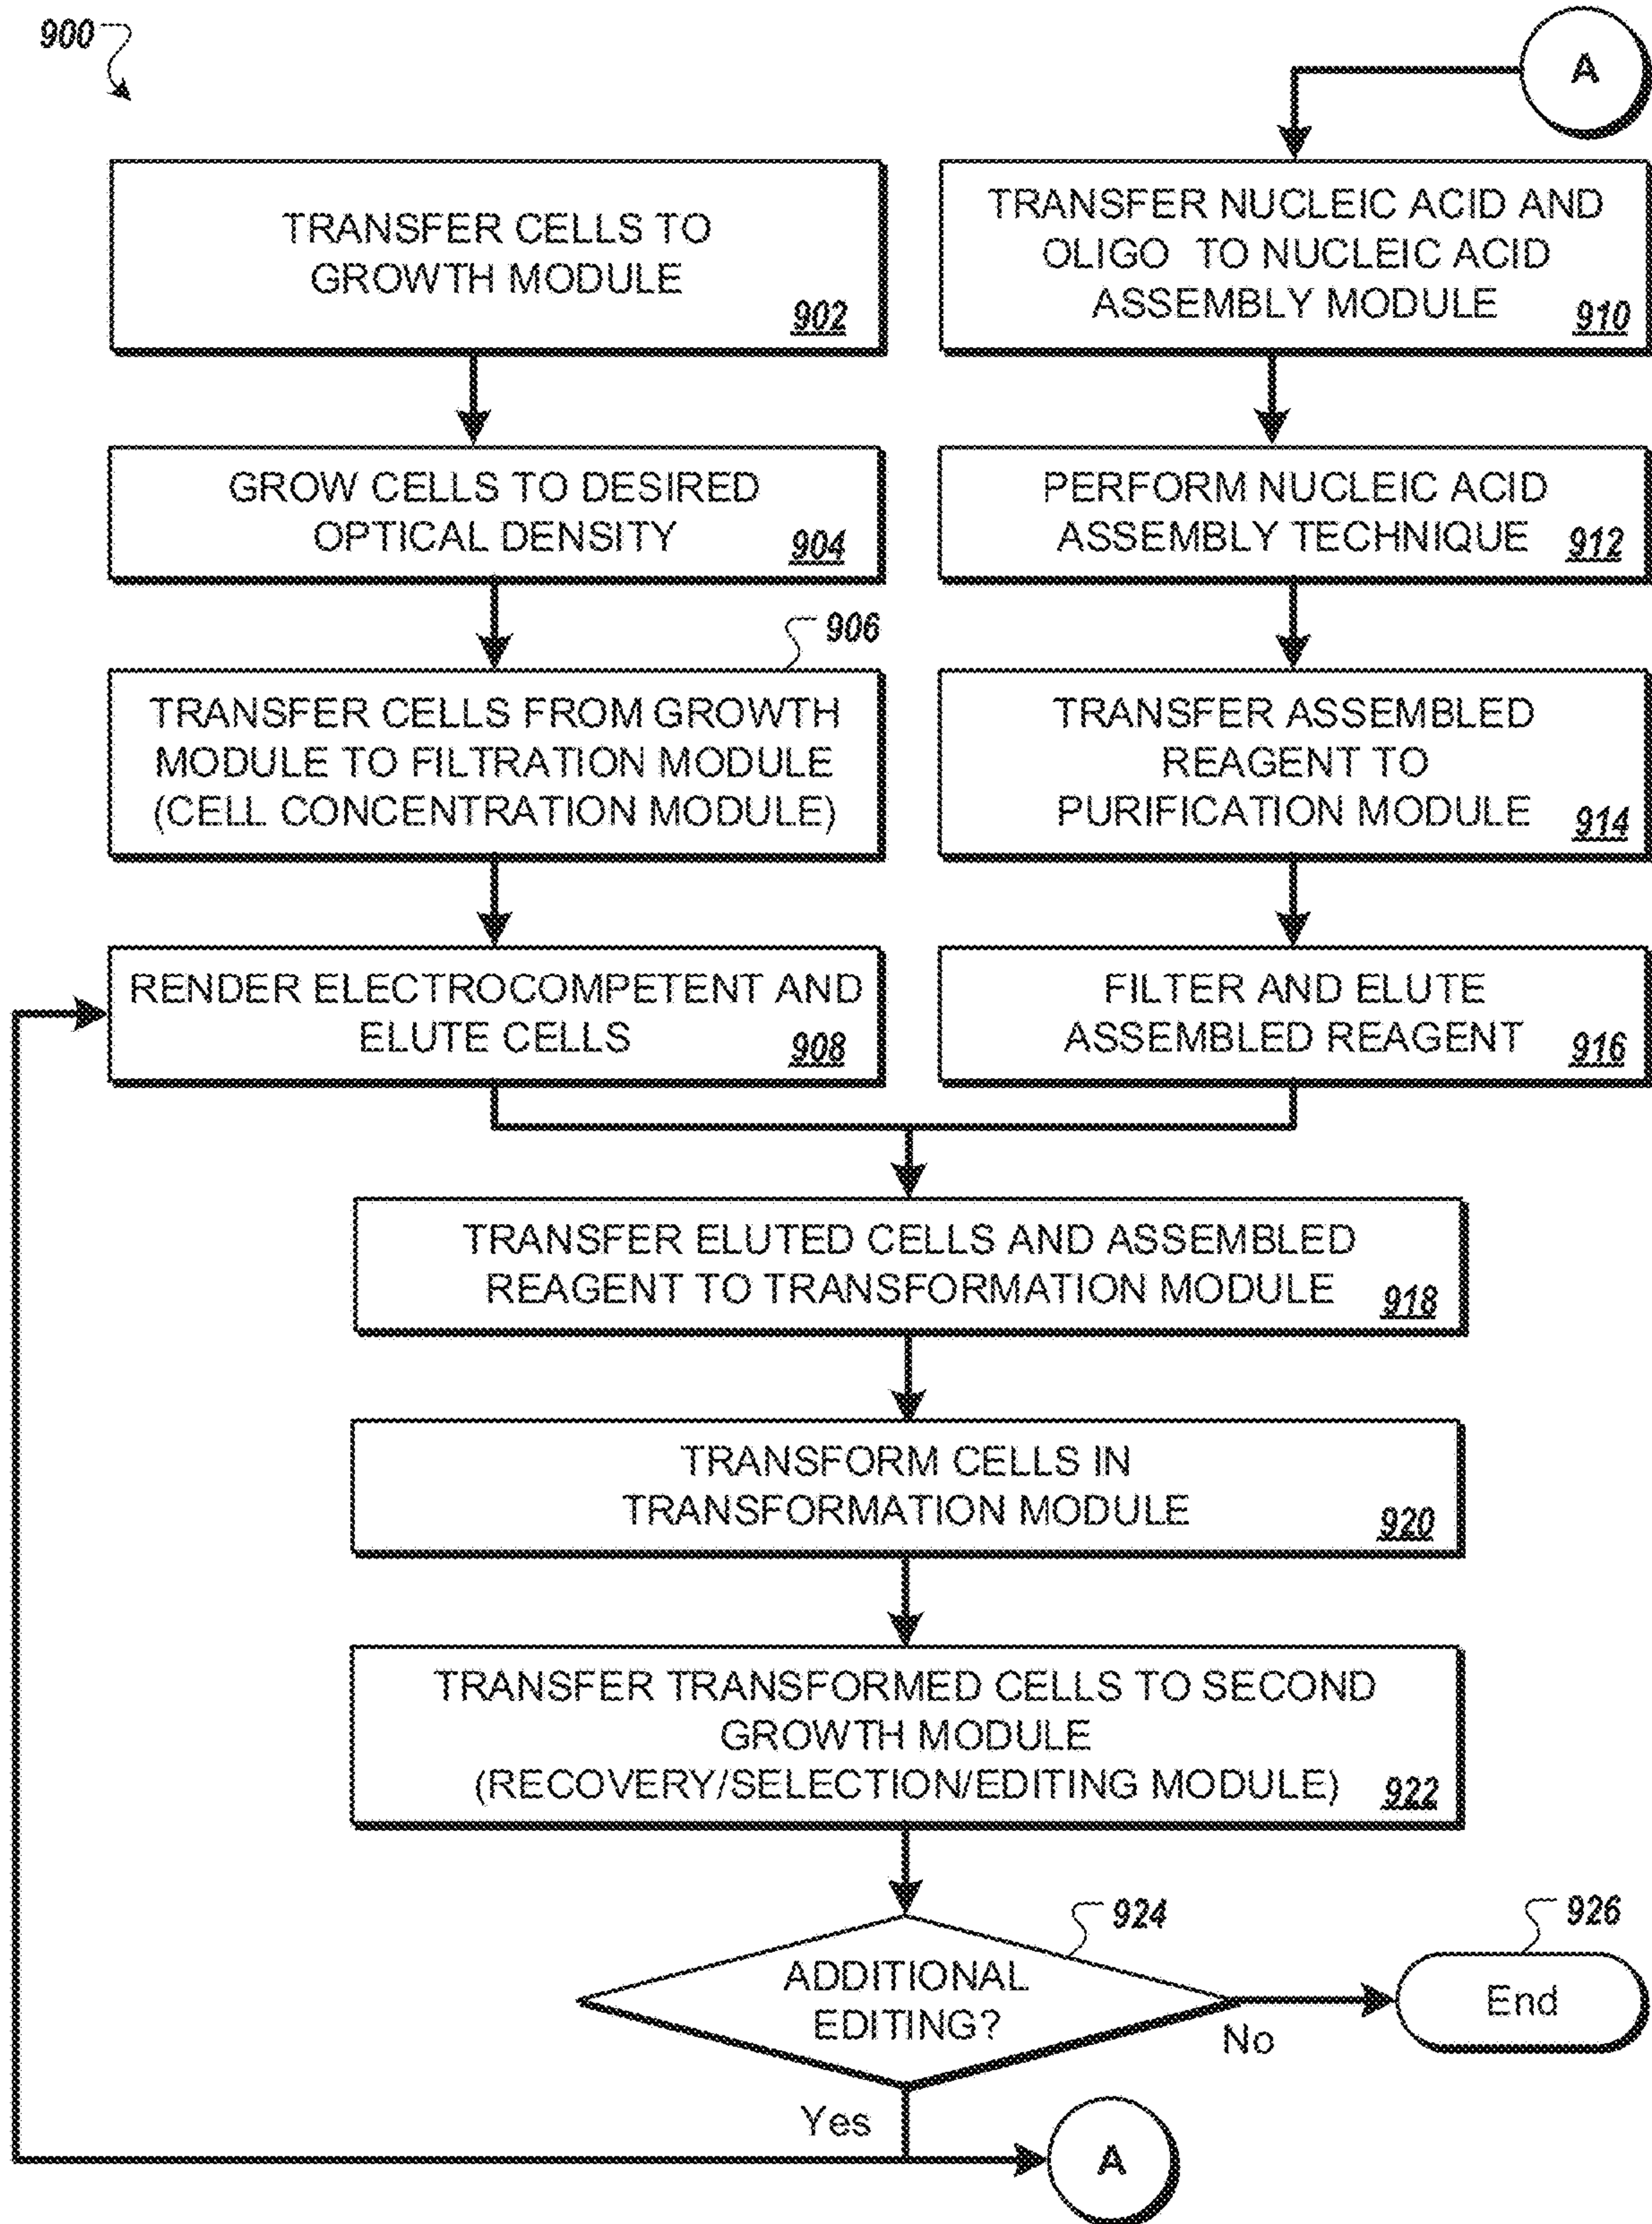 900
A
TRANSFER CELLS TO
GROWTH MODULE
902
GROW CELLS TO DESIRED
OPTICAL DENSITY
904
906
TRANSFER CELLS FROM GROWTH
MODULE TO FILTRATION MODULE
(CELL CONCENTRATION MODULE)
RENDER ELECTROCOMPETENT AND
ELUTE CELLS
908
TRANSFER NUCLEIC ACID AND
OLIGO TO NUCLEIC ACID
ASSEMBLY MODULE
910
PERFORM NUCLEIC ACID
ASSEMBLY TECHNIQUE
912
TRANSFER ASSEMBLED
REAGENT TO
PURIFICATION MODULE
914
FILTER AND ELUTE
ASSEMBLED REAGENT
916
TRANSFER ELUTED CELLS AND ASSEMBLED
REAGENT TO TRANSFORMATION MODULE
918
TRANSFORM CELLS IN
TRANSFORMATION MODULE
920
TRANSFER TRANSFORMED CELLS TO SECOND
GROWTH MODULE
(RECOVERY/SELECTION/EDITING MODULE)
922
924
ADDITIONAL
EDITING?
No
926
End
Yes
A